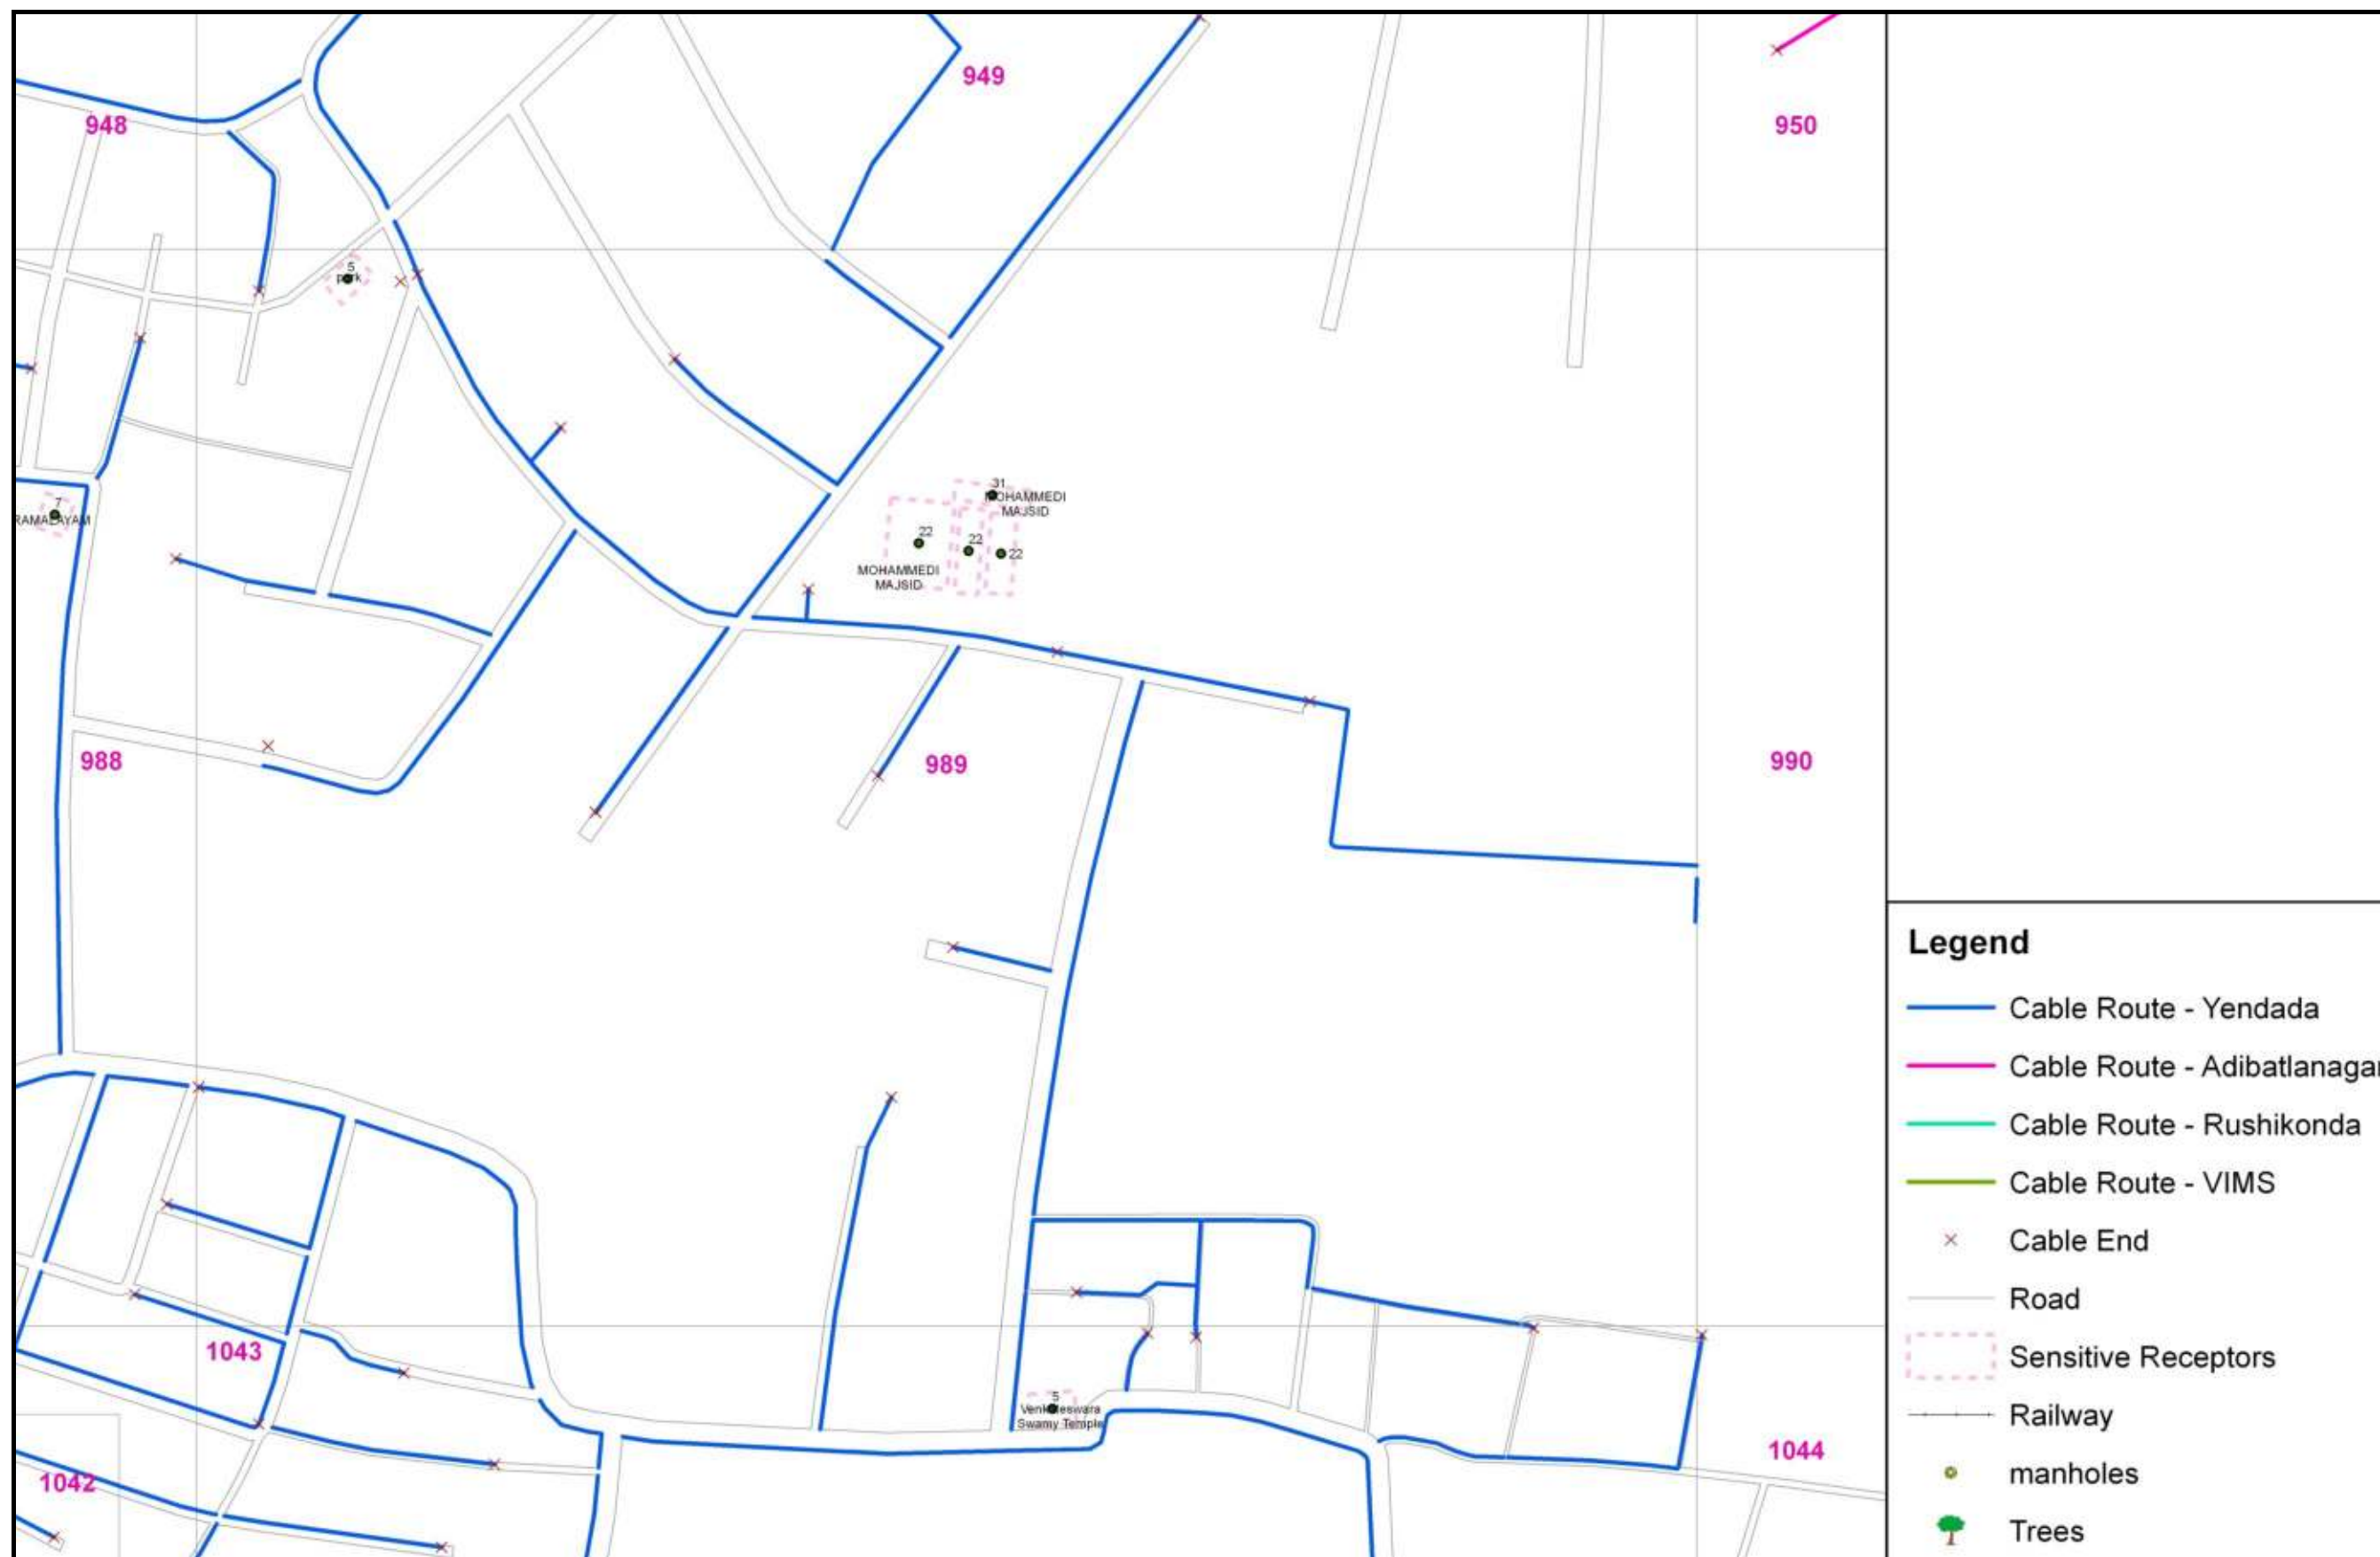 949
948
950
5
park
7
RAMALAYAM
31
MOHAMMEDI
MAJSID
22
22
22
MOHAMMEDI
MAJSID
988
989
990
Legend
Cable Route - Yendada
Cable Route - Adibatlanagar
Cable Route - Rushikonda
Cable Route - VIMS
Cable End
Road
Sensitive Receptors
Railway
manholes
Trees
1043
5
Venkateswara
Swamy Temple
1044
1042